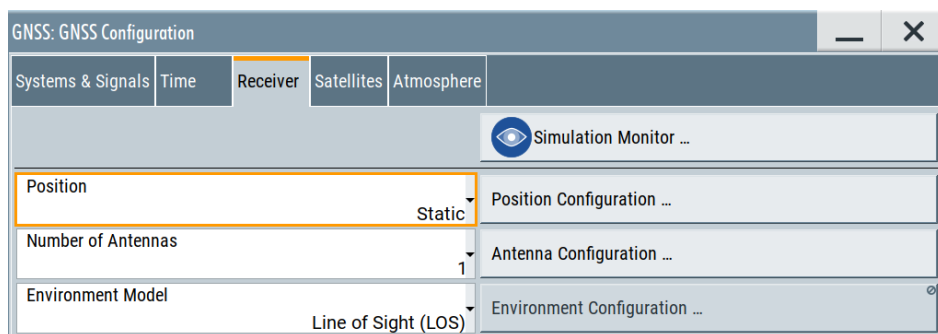 GNSS: GNSS Configuration
Systems & Signals Time Receiver Satellites Atmosphere
Simulation Monitor ...
Position
Static
Position Configuration ...
Number of Antennas
1
Antenna Configuration ...
Environment Model
Line of Sight (LOS)
Environment Configuration ...